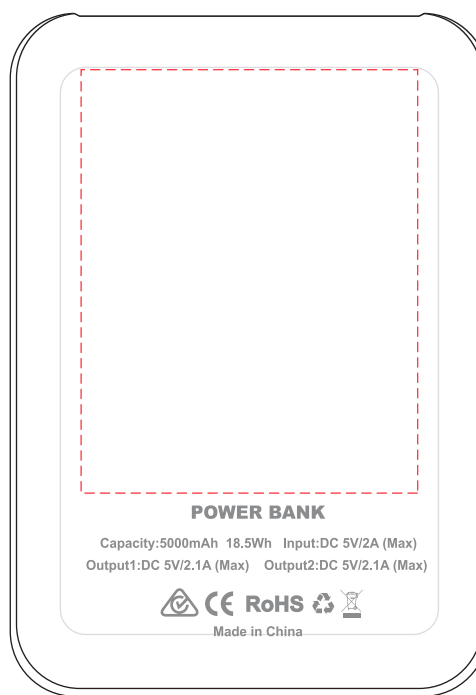 POWER BANK
Capacity:5000mAh 18.5Wh Input:DC 5V/2A (Max)
Output1:DC 5V/2.1A (Max) Output2:DC 5V/2.1A (Max)
CE RoHS
Made in China